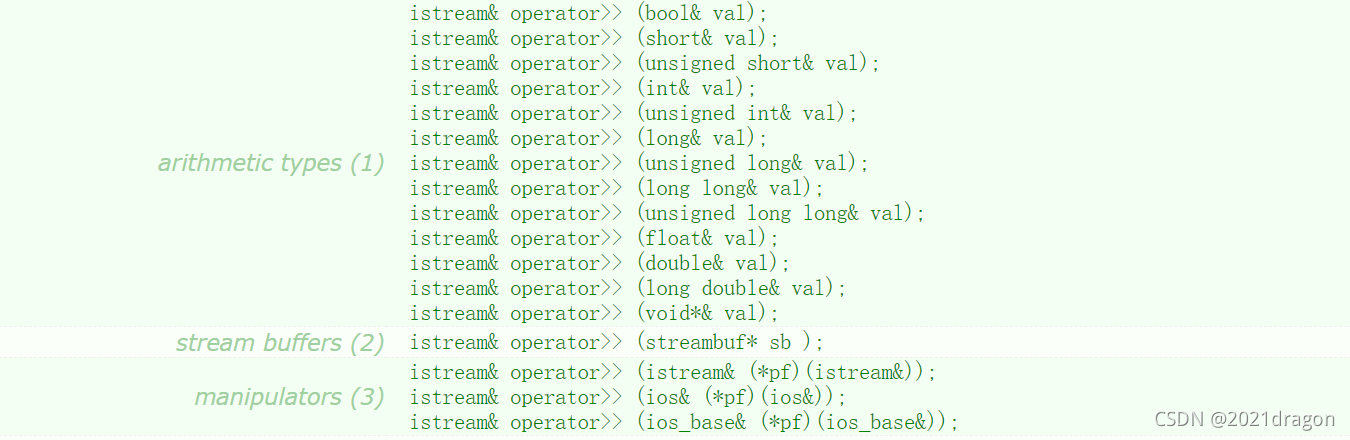 istream& operator>> (bool& val);
istream& operator>> (short& val);
istream& operator>> (unsigned short& val);
istream& operator>> (int& val);
istream& operator>> (unsigned int& val);
istream& operator>> (long& val);
arithmetic types (1) istream& operator>> (unsigned long& val);
istream& operator>> (long long& val);
istream& operator>> (unsigned long long& val);
istream& operator>> (float& val);
istream& operator>> (double& val);
istream& operator>> (long double& val);
istream& operator>> (void*& val);
stream buffers (2) istream& operator>> (streambuf* sb );
istream& operator>> (istream& (*pf)(istream&));
manipulators (3) istream& operator>> (ios& (*pf)(ios&));
istream& operator>> (ios_base& (*pf)(ios_base&));
CSDN @2021dragon